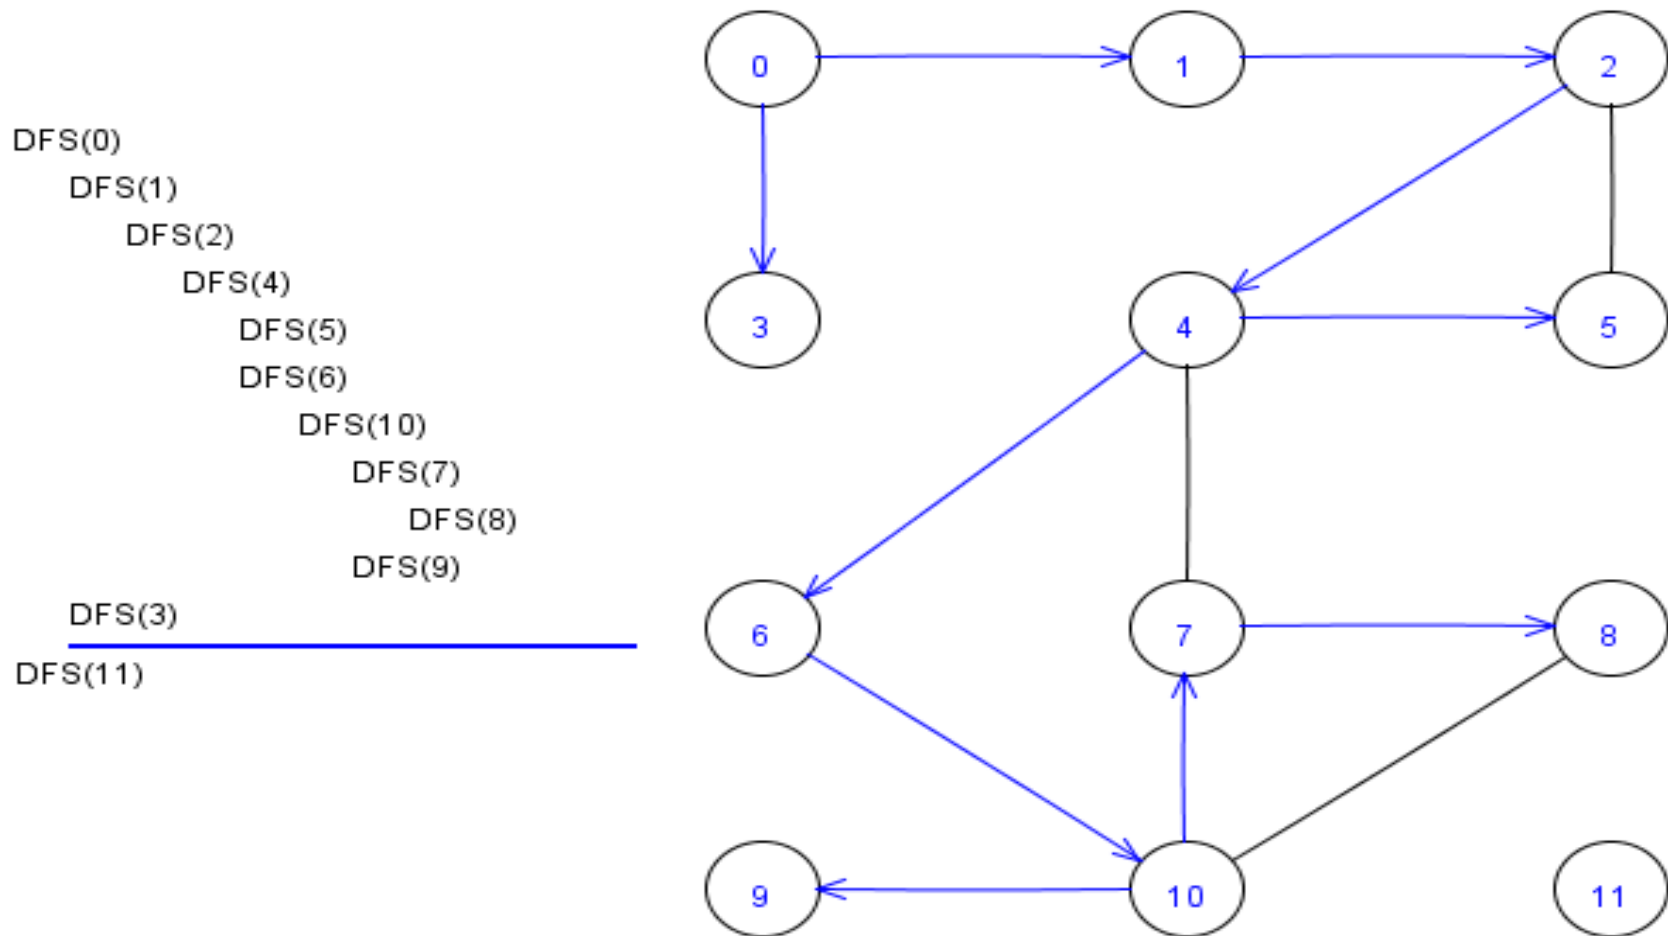 DFS(0)
DFS(1)
DFS(2)
DFS(4)
DFS(5)
DFS(6)
DFS(10)
DFS(7)
DFS(8)
DFS(9)
DFS(3)
DFS(11)
0 1 2
3 4 5
6 7 8
9 10 11